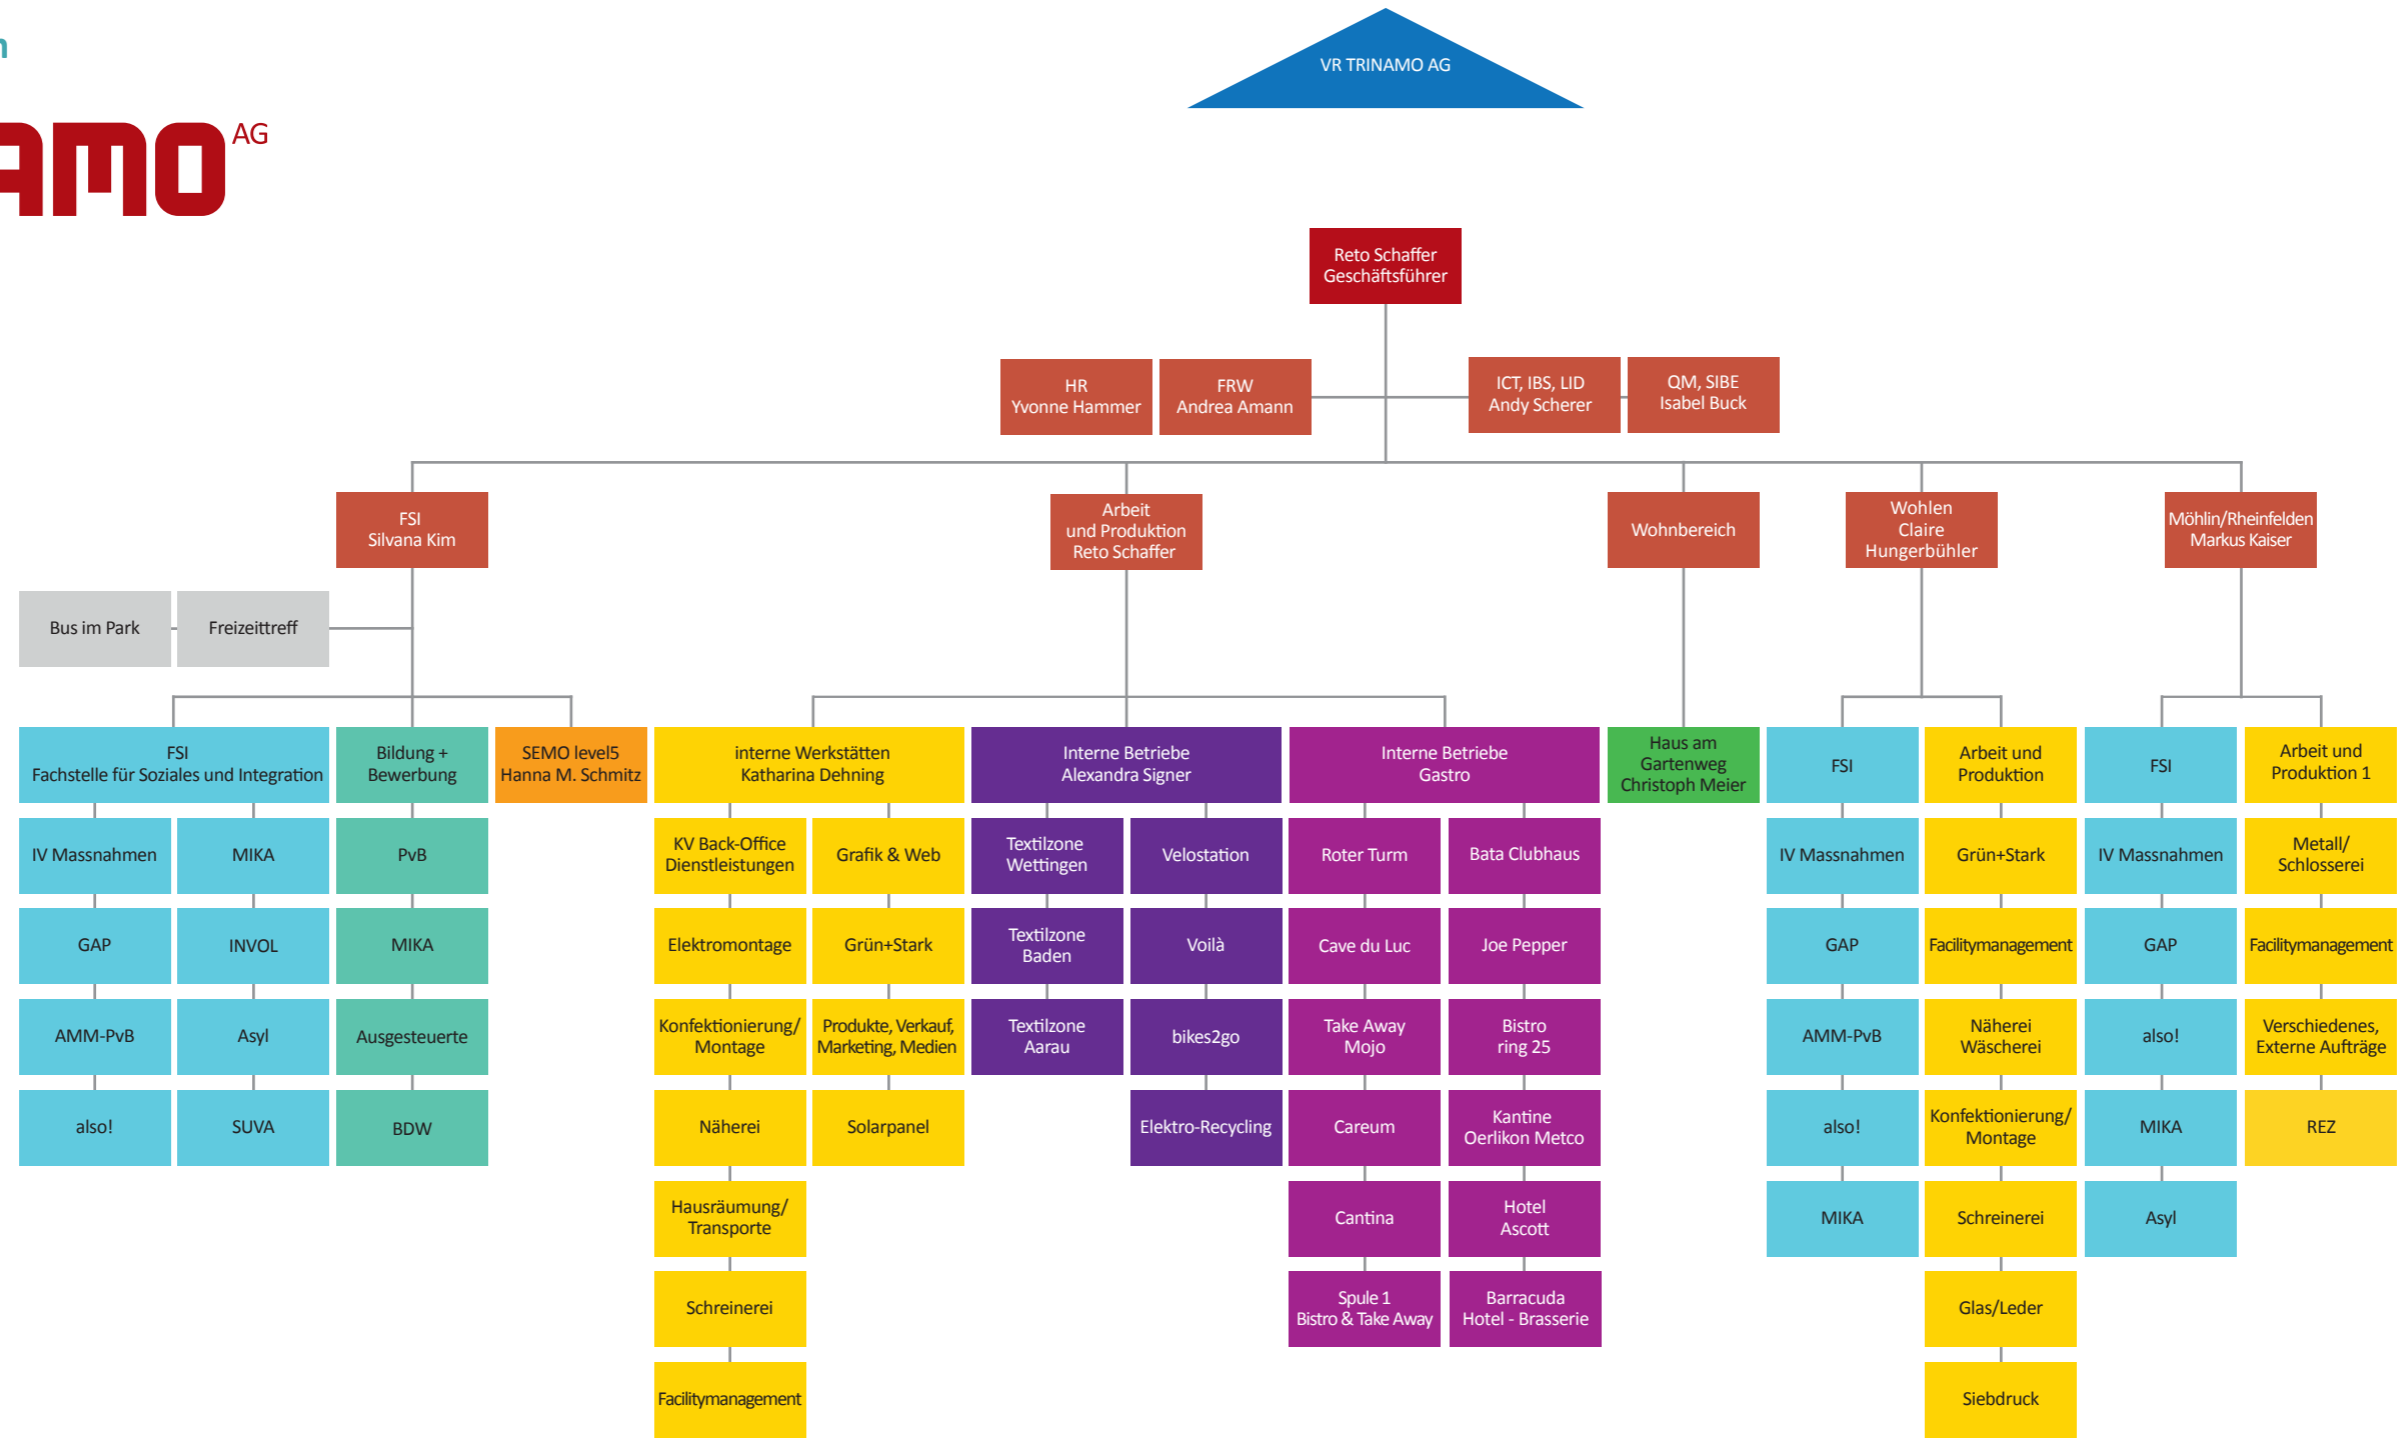 VR TRINAMO AG
AMO AG
Reto Schaffer
Geschäftsführer
HR
Yvonne Hammer
FRW
Andrea Amann
ICT, IBS, LID
Andy Scherer
QM, SIBE
Isabel Buck
FSI
Silvana Kim
Arbeit
und Produktion
Reto Schaffer
Wohnbereich
Wohlen
Claire
Hungerbühler
Möhlin/Rheinfelden
Markus Kaiser
Bus im Park
Freizeittreff
FSI
Fachstelle für Soziales und Integration
Bildung +
Bewerbung
SEMO level5
Hanna M. Schmitz
interne Werkstätten
Katharina Dehning
Interne Betriebe
Alexandra Signer
Interne Betriebe
Gastro
Haus am
Gartenweg
Christoph Meier
FSI
Arbeit und
Produktion
FSI
Arbeit und
Produktion 1
IV Massnahmen
MIKA
PvB
KV Back-Office
Dienstleistungen
Grafik & Web
Textilzone
Wettingen
Velostation
Roter Turm
Bata Clubhaus
IV Massnahmen
Grün+Stark
IV Massnahmen
Metall/
Schlosserei
GAP
INVOL
MIKA
Elektromontage
Grün+Stark
Textilzone
Baden
Voilà
Cave du Luc
Joe Pepper
GAP
Facilitymanagement
GAP
Facilitymanagement
AMM-PvB
Asyl
Ausgesteuerte
Konfektionierung/
Montage
Produkte, Verkauf,
Marketing, Medien
Textilzone
Aarau
bikes2go
Take Away
Mojo
Bistro
ring 25
AMM-PvB
Näherei
Wäscherei
also!
Verschiedenes,
Externe Aufträge
also!
SUVA
BDW
Näherei
Solarpanel
Elektro-Recycling
Careum
Kantine
Oerlikon Metco
also!
Konfektionierung/
Montage
MIKA
REZ
Hausräumung/
Transporte
Cantina
Hotel
Ascott
MIKA
Schreinerei
Asyl
Schreinerei
Spule 1
Bistro & Take Away
Barracuda
Hotel - Brasserie
Glas/Leder
Facilitymanagement
Siebdruck